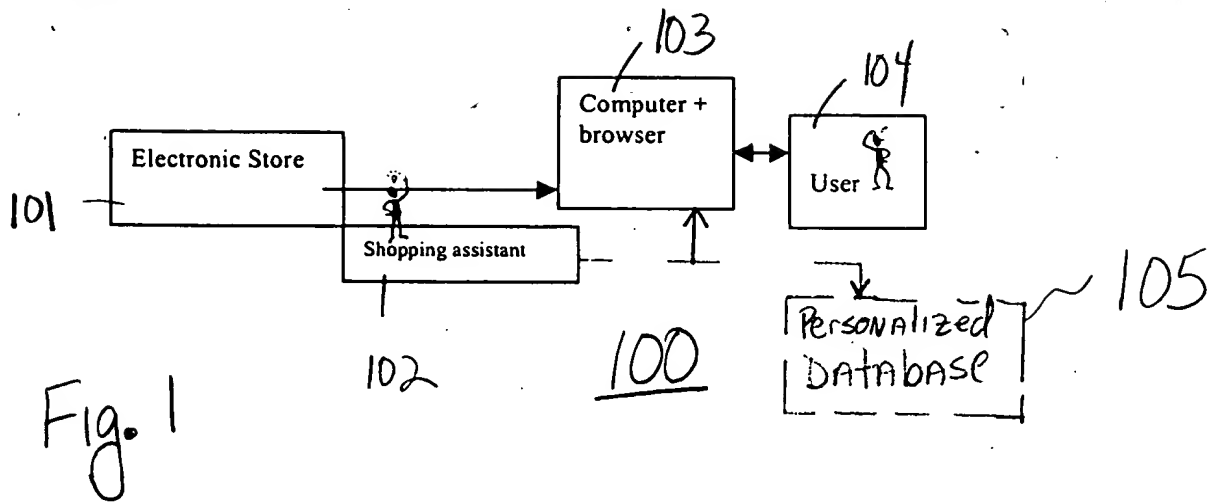 103
104
Computer +
browser
Electronic Store
User
101
Shopping assistant
105
Personalized
Database
100
102
Fig. 1